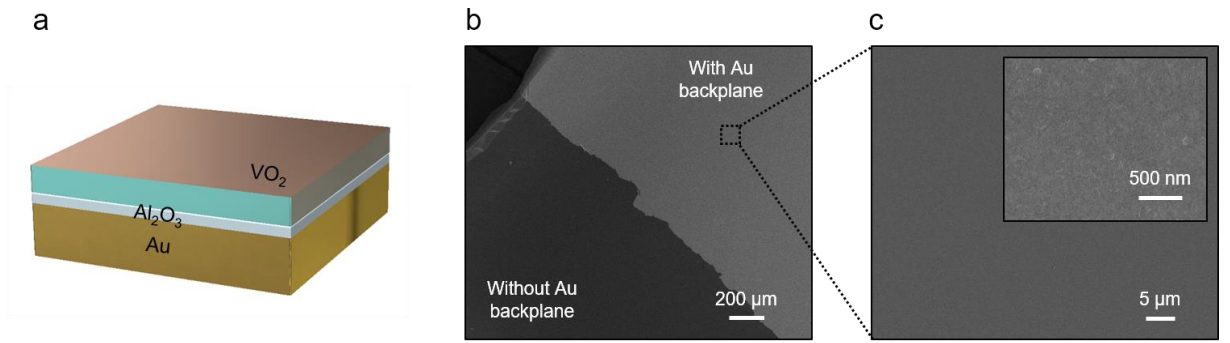 a
VO₂
Al₂O₃
Au
b
With Au
backplane
Without Au
backplane
200 μm
c
500 nm
5 μm